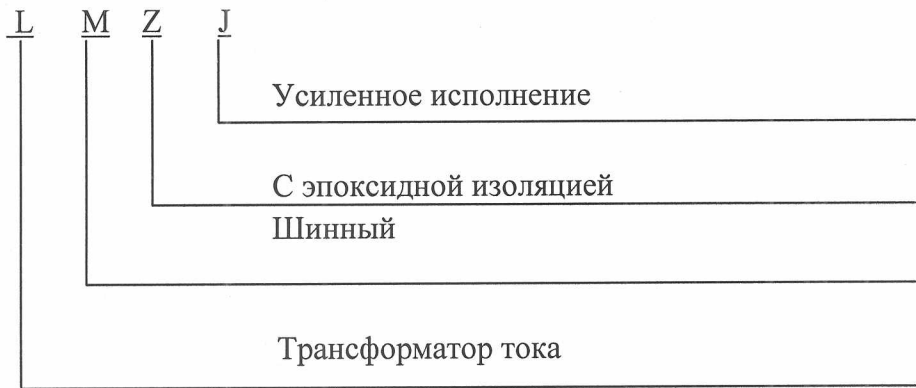 L M Z J
Усиленное исполнение
С эпоксидной изоляцией
Шинный
Трансформатор тока